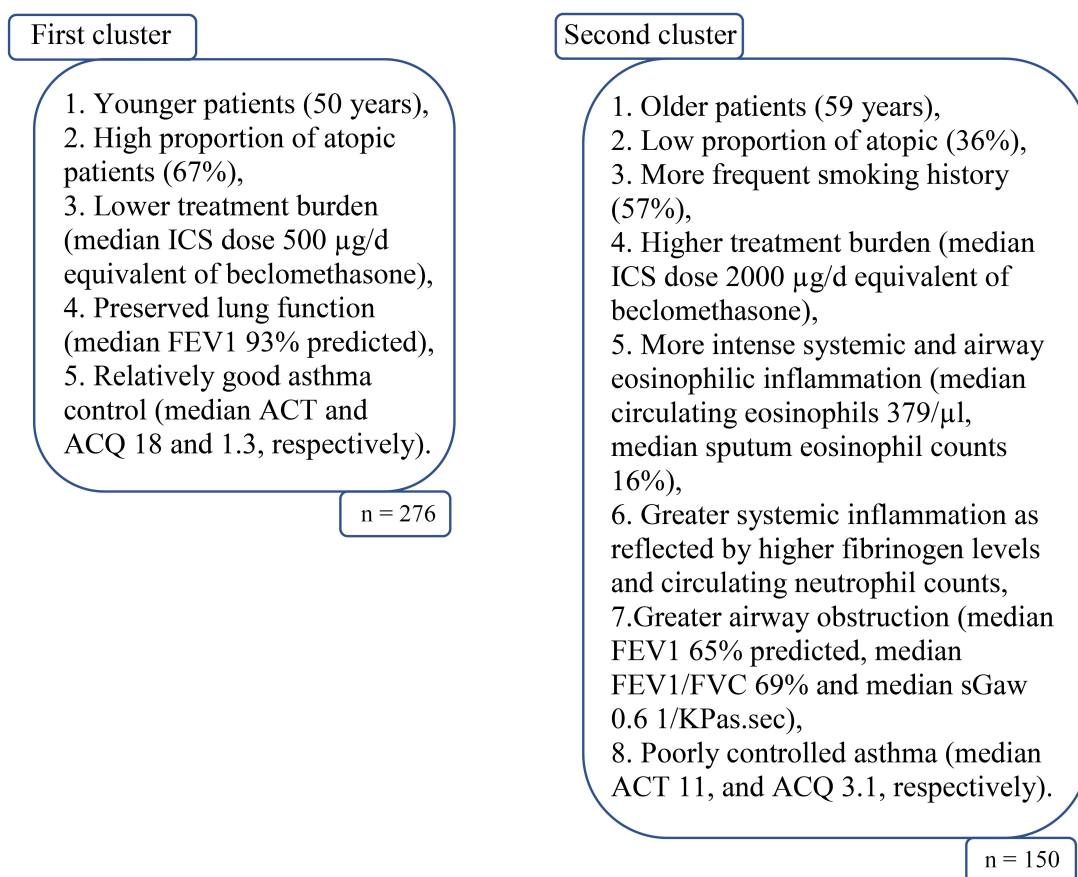 First cluster
1. Younger patients (50 years),
2. High proportion of atopic
patients (67%),
3. Lower treatment burden
(median ICS dose 500 µg/d
equivalent of beclomethasone),
4. Preserved lung function
(median FEV1 93% predicted),
5. Relatively good asthma
control (median ACT and
ACQ 18 and 1.3, respectively).
n = 276
Second cluster
1. Older patients (59 years),
2. Low proportion of atopic (36%),
3. More frequent smoking history
(57%),
4. Higher treatment burden (median
ICS dose 2000 µg/d equivalent of
beclomethasone),
5. More intense systemic and airway
eosinophilic inflammation (median
circulating eosinophils 379/µl,
median sputum eosinophil counts
16%),
6. Greater systemic inflammation as
reflected by higher fibrinogen levels
and circulating neutrophil counts,
7.Greater airway obstruction (median
FEV1 65% predicted, median
FEV1/FVC 69% and median sGaw
0.6 1/KPas.sec),
8. Poorly controlled asthma (median
ACT 11, and ACQ 3.1, respectively).
n = 150